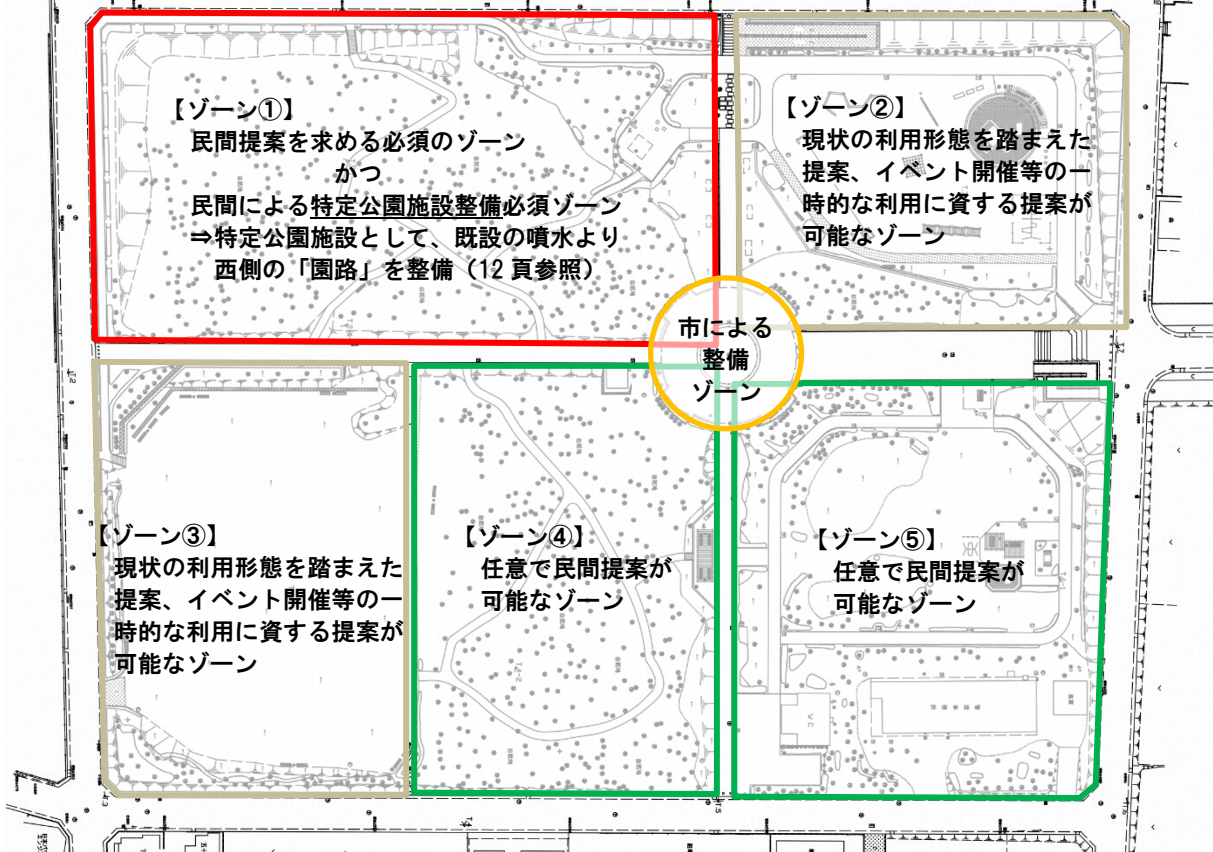 【ゾーン①】
民間提案を求める必須のゾーン
かつ
民間による特定公園施設整備必須ゾーン
⇒特定公園施設として、既設の噴水より
西側の「園路」を整備（12頁参照）
【ゾーン②】
現状の利用形態を踏まえた
提案、イベント開催等の一
時的な利用に資する提案が
可能なゾーン
市による
整備
ゾーン
【ゾーン③】
現状の利用形態を踏まえた
提案、イベント開催等の一
時的な利用に資する提案が
可能なゾーン
【ゾーン④】
任意で民間提案が
可能なゾーン
【ゾーン⑤】
任意で民間提案が
可能なゾーン